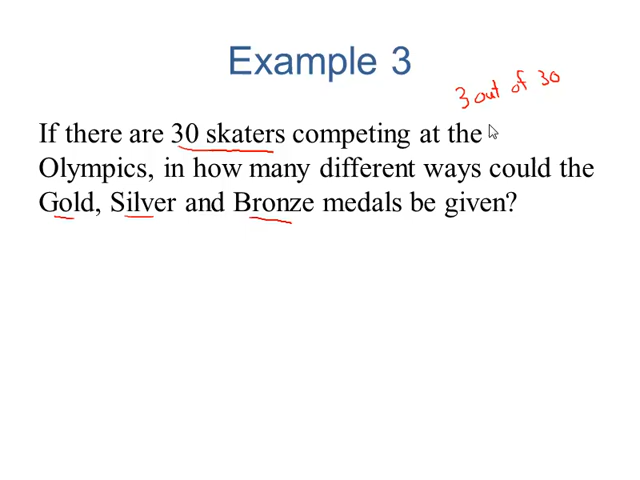 Example 3
3 out of 30
If there are 30 skaters competing at the
Olympics, in how many different ways could the
Gold, Silver and Bronze medals be given?